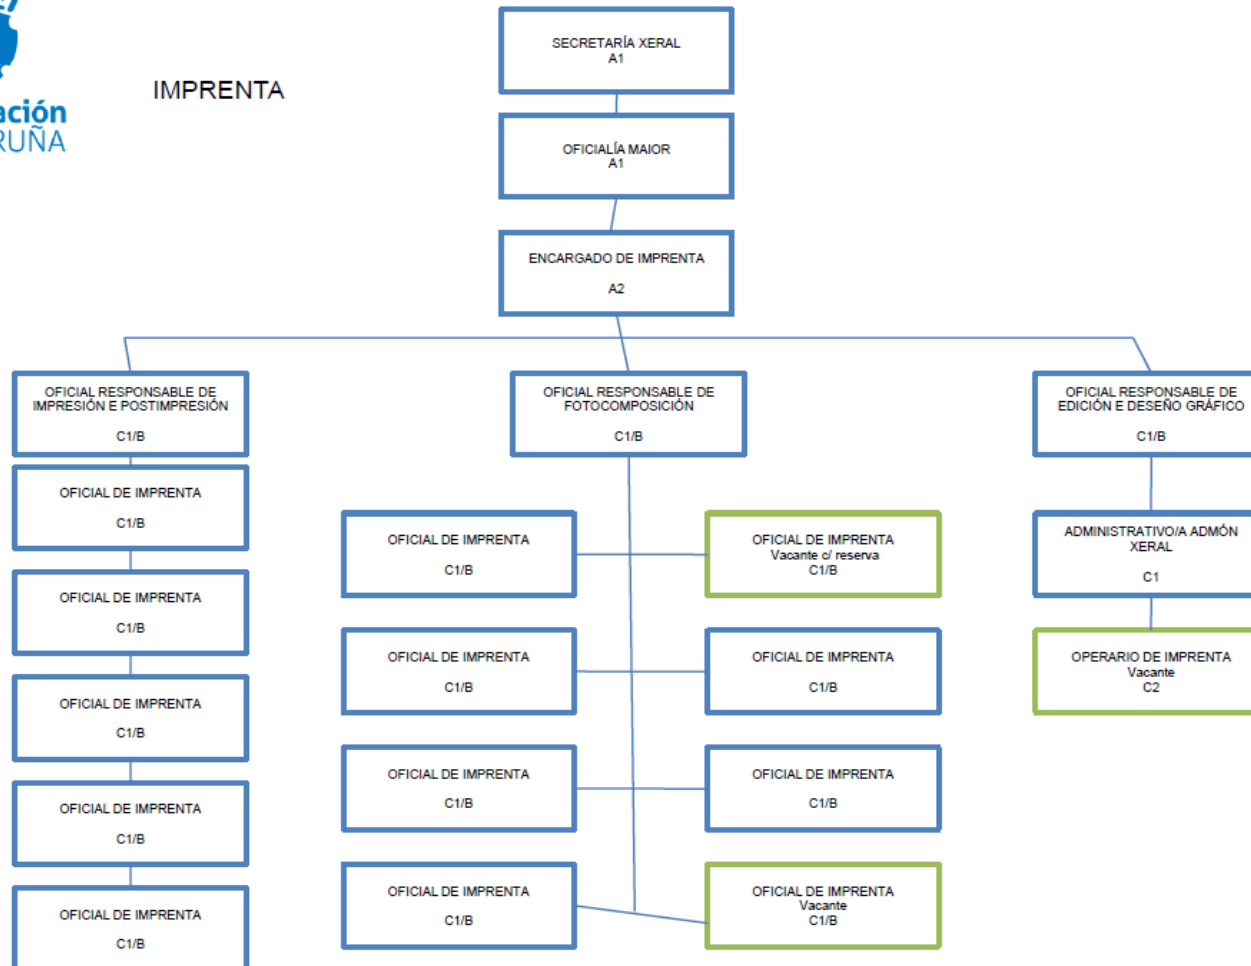 ación
RUÑA
IMPRENTA
SECRETARÍA XERAL
A1
OFICIALÍA MAIOR
A1
ENCARGADO DE IMPRENTA
A2
OFICIAL RESPONSABLE DE
IMPRESIÓN E POSTIMPRESIÓN
C1/B
OFICIAL DE IMPRENTA
C1/B
OFICIAL DE IMPRENTA
C1/B
OFICIAL DE IMPRENTA
C1/B
OFICIAL DE IMPRENTA
C1/B
OFICIAL DE IMPRENTA
C1/B
OFICIAL RESPONSABLE DE
FOTOCOMPOSICIÓN
C1/B
OFICIAL DE IMPRENTA
C1/B
OFICIAL DE IMPRENTA
Vacante c/ reserva
C1/B
OFICIAL DE IMPRENTA
C1/B
OFICIAL DE IMPRENTA
C1/B
OFICIAL DE IMPRENTA
C1/B
OFICIAL DE IMPRENTA
C1/B
OFICIAL DE IMPRENTA
C1/B
OFICIAL DE IMPRENTA
Vacante
C1/B
OFICIAL RESPONSABLE DE
EDICIÓN E DESEÑO GRÁFICO
C1/B
ADMINISTRATIVO/A ADMÓN
XERAL
C1
OPERARIO DE IMPRENTA
Vacante
C2